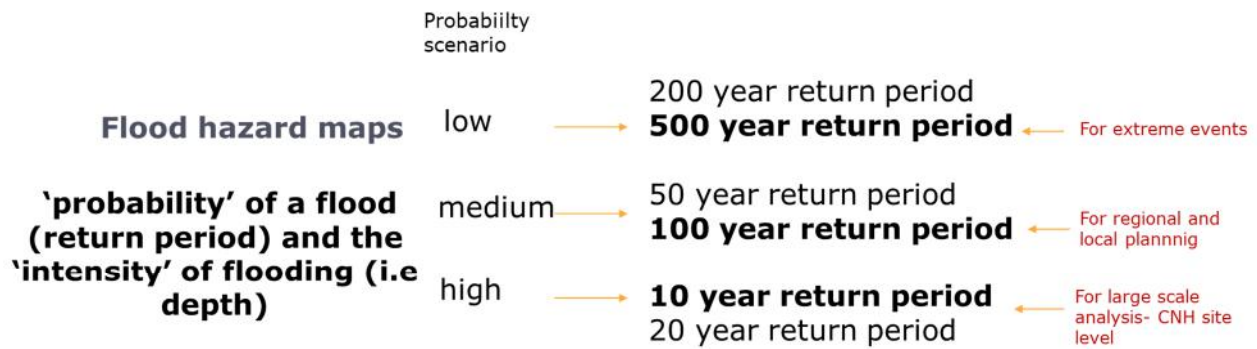 Probabiilty
scenario
Flood hazard maps
'probability' of a flood
(return period) and the
'intensity' of flooding (i.e
depth)
low
200 year return period
500 year return period
For extreme events
medium
50 year return period
100 year return period
For regional and
local plannnig
high
10 year return period
20 year return period
For large scale
analysis- CNH site
level